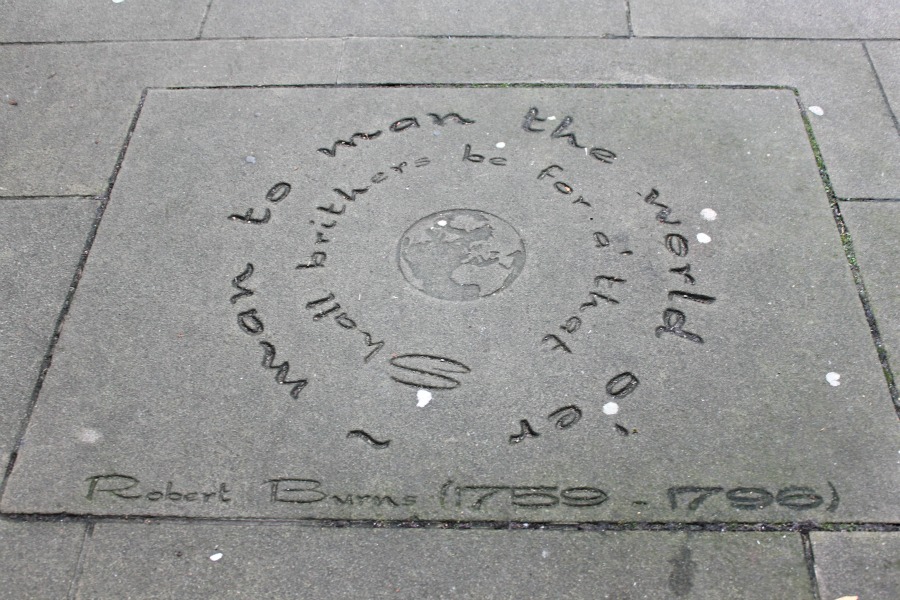 man to man the world o'er ~
Shall brithers be for a' that
Robert Burns (1759 - 1796)